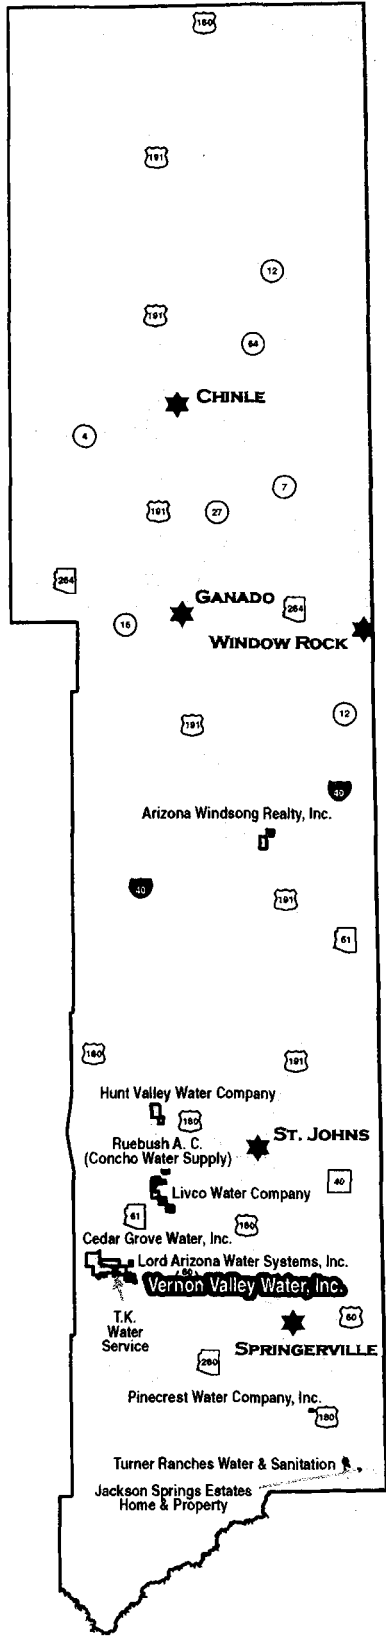 160
191
12
191
64
CHINLE
4
7
191
27
264
GANADO
264
15
WINDOW ROCK
12
191
40
Arizona Windsong Realty, Inc.
40
191
61
180
191
Hunt Valley Water Company
180
Ruebush A. C.
(Concho Water Supply)
ST. JOHNS
Livco Water Company
40
61
180
Cedar Grove Water, Inc.
Lord Arizona Water Systems, Inc.
60
Vernon Valley Water, Inc.
T.K.
Water
Service
60
SPRINGERVILLE
260
Pinecrest Water Company, Inc.
180
Turner Ranches Water & Sanitation
Jackson Springs Estates
Home & Property